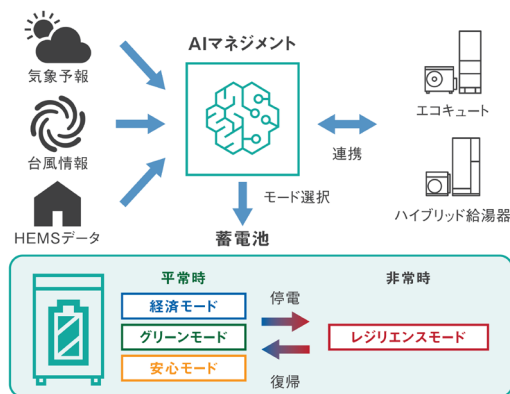 AIマネジメント
気象予報
台風情報
HEMSデータ
エコキュート
連携
ハイブリッド給湯器
モード選択
蓄電池
平常時
非常時
経済モード
グリーンモード
安心モード
停電
復帰
レジリエンスモード